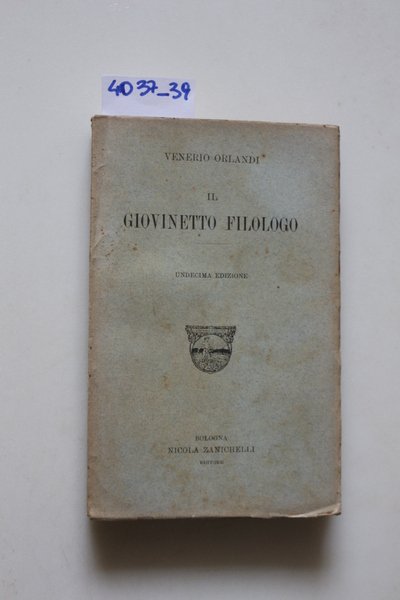 4037_39
VENERIO ORLANDI
IL
GIOVINETTO FILOLOGO
UNDECIMA EDIZIONE
BOLOGNA
NICOLA ZANICHELLI
EDITORE